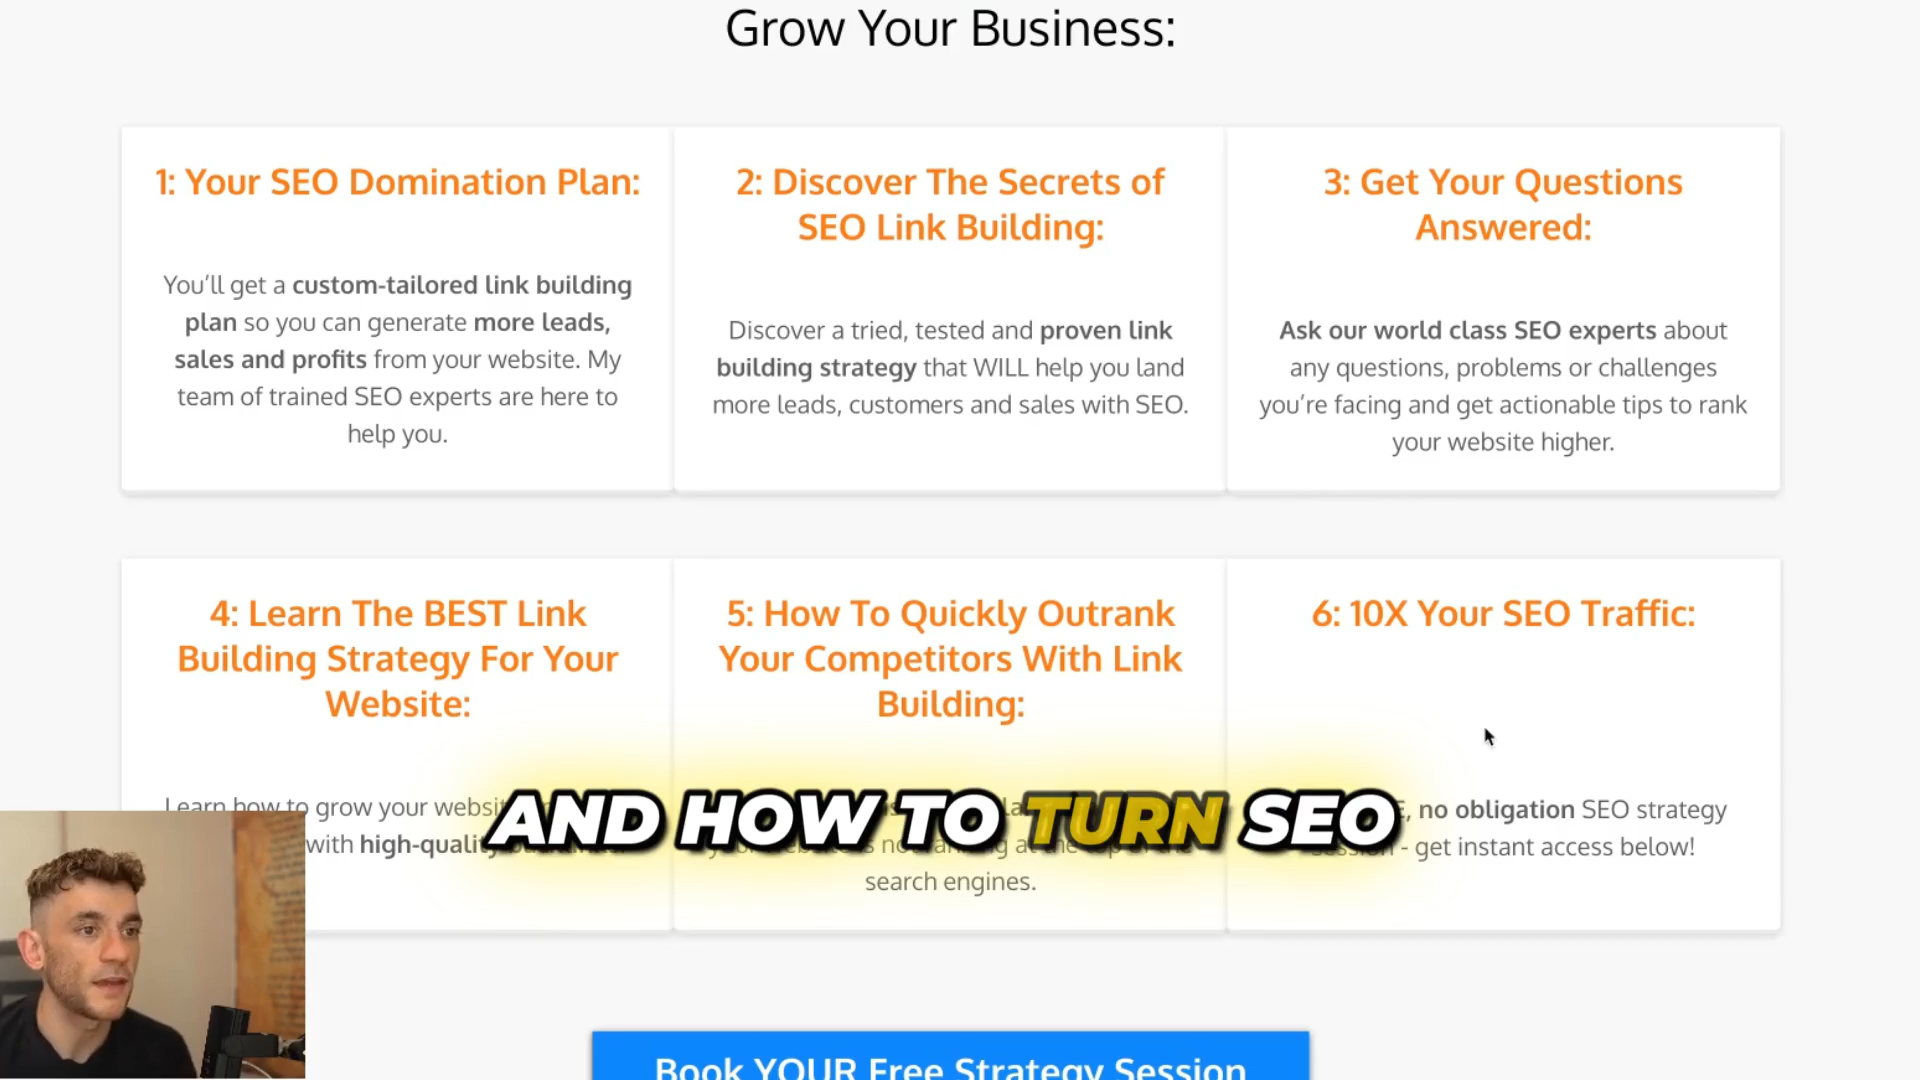 Grow Your Business:
1: Your SEO Domination Plan:
You'll get a custom-tailored link building
plan so you can generate more leads,
sales and profits from your website. My
team of trained SEO experts are here to
help you.
2: Discover The Secrets of
SEO Link Building:
Discover a tried, tested and proven link
building strategy that WILL help you land
more leads, customers and sales with SEO.
3: Get Your Questions
Answered:
Ask our world class SEO experts about
any questions, problems or challenges
you're facing and get actionable tips to rank
your website higher.
4: Learn The BEST Link
Building Strategy For Your
Website:
Learn how to grow your
with high-quality
5: How To Quickly Outrank
Your Competitors With Link
Building:
search engines.
6: 10X Your SEO Traffic:
no obligation SEO strategy
session - get instant access below!
AND HOW TO TURN SEO
Book YOUR Free Strategy Session